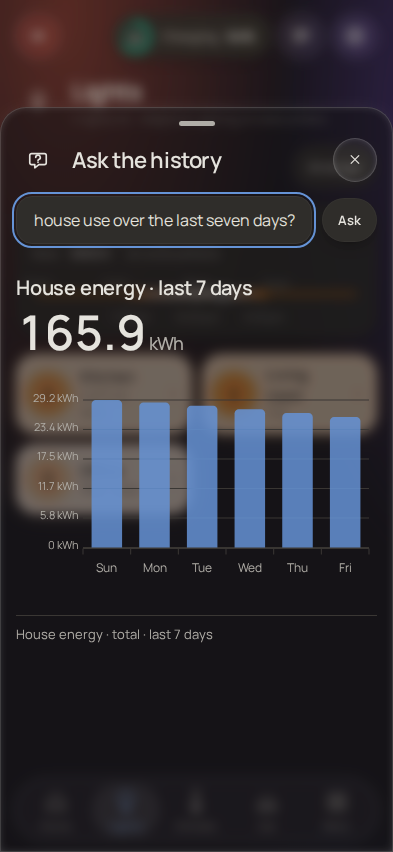 Lights
Ask the history
house use over the last seven days?
Ask
House energy · last 7 days
165.9 kWh
29.2 kWh
23.4 kWh
17.5 kWh
11.7 kWh
5.8 kWh
0 kWh
Sun Mon Tue Wed Thu Fri
House energy · total · last 7 days